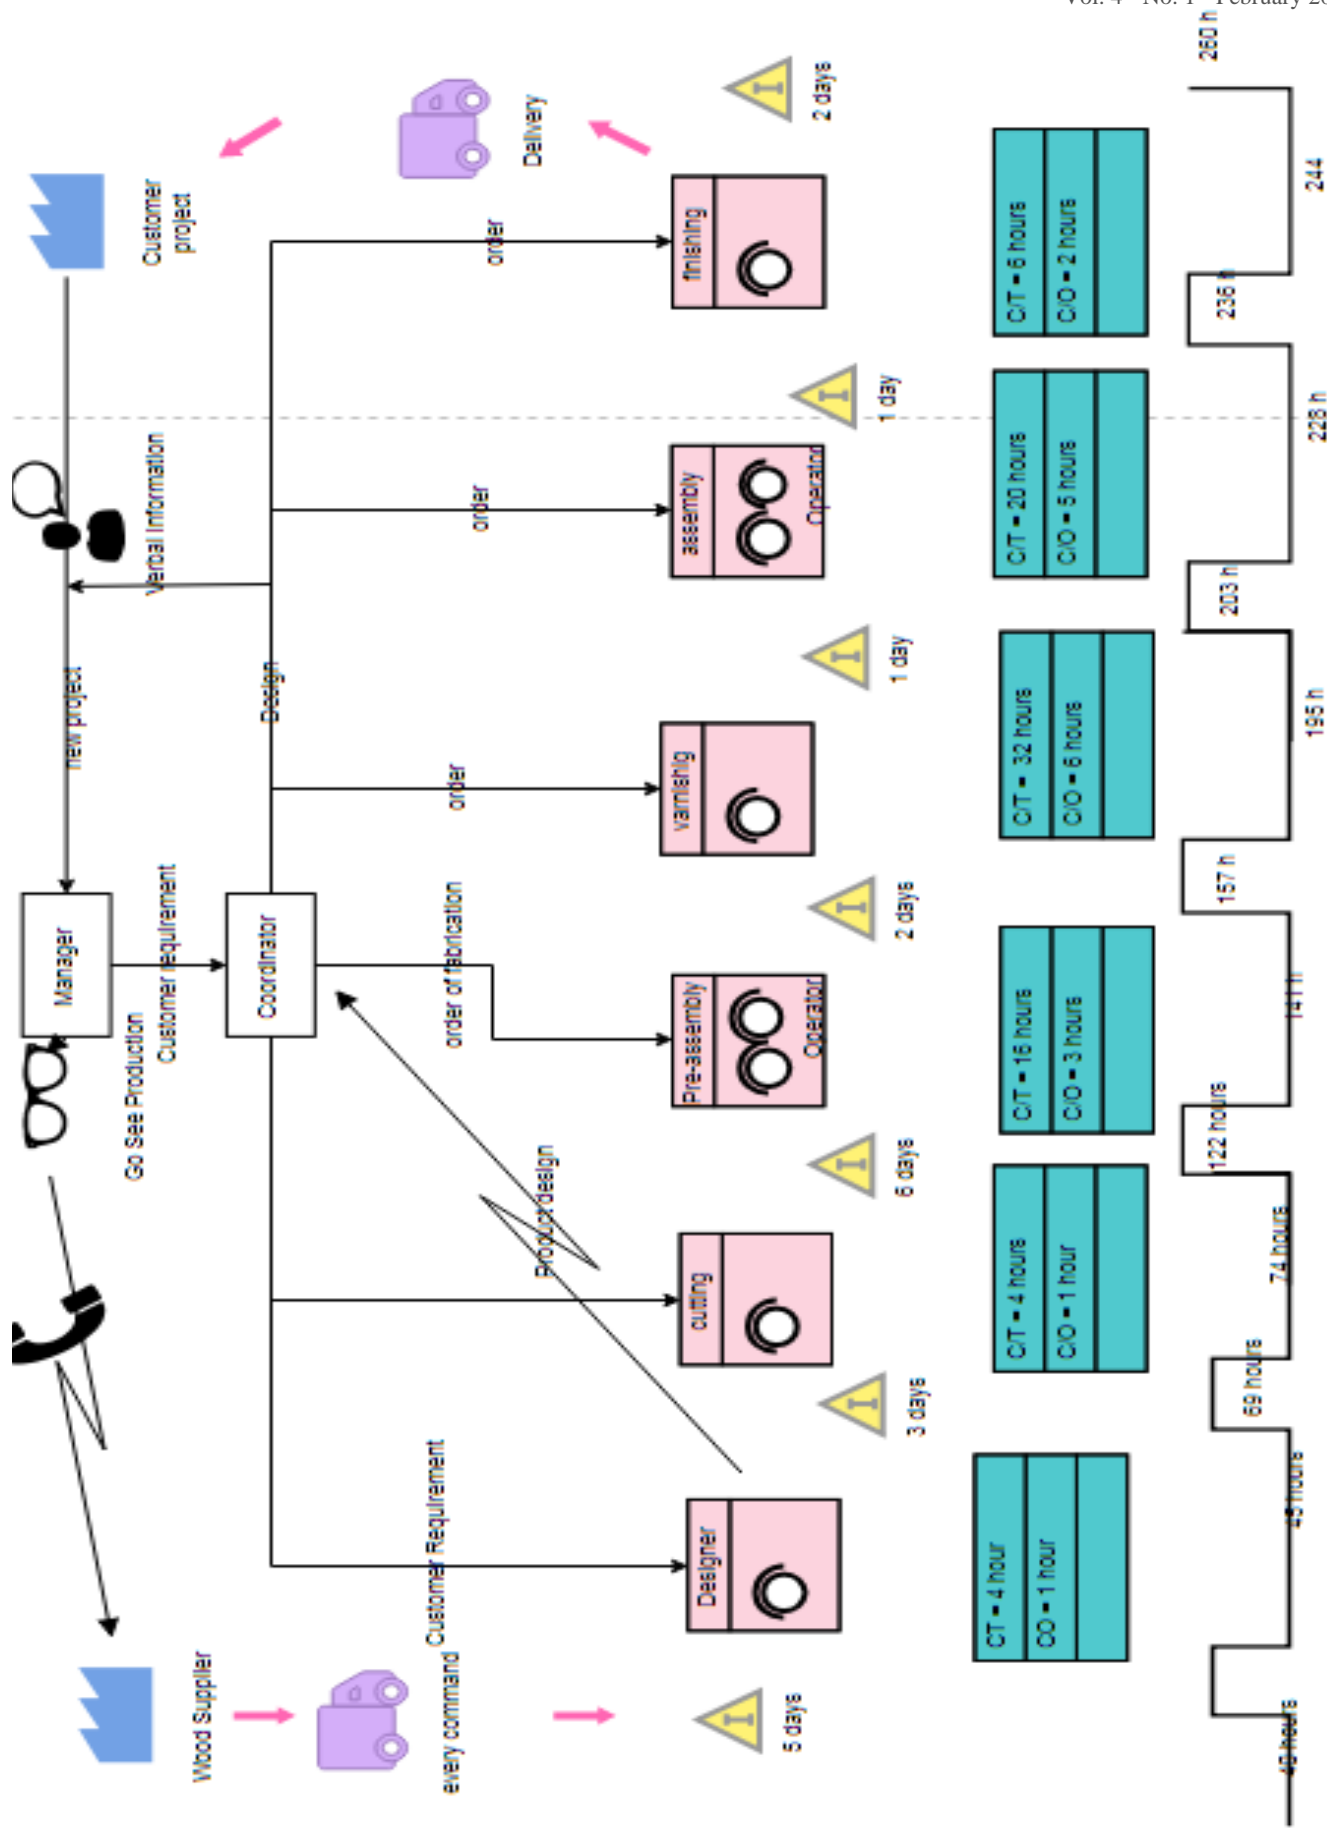 Vol. 4 - No. 1 - February 20
Customer
project
new project
Verbal Information
Manager
Go See Production
Customer requirement
Wood Supplier
every command
Coordinator
Design
Delivery
Customer Requirement
Product design
order of fabrication
order
order
order
Designer
cutting
Pre-assembly
Operator
varnishig
assembly
Operator
finishing
5 days
3 days
6 days
2 days
1 day
1 day
2 days
CT = 4 hour
CO = 1 hour
C/T = 4 hours
C/O = 1 hour
C/T = 16 hours
C/O = 3 hours
C/T = 32 hours
C/O = 6 hours
C/T = 20 hours
C/O = 5 hours
C/T = 6 hours
C/O = 2 hours
40 hours
45 hours
69 hours
74 hours
122 hours
141 h
157 h
195 h
203 h
228 h
236 h
244
260 h